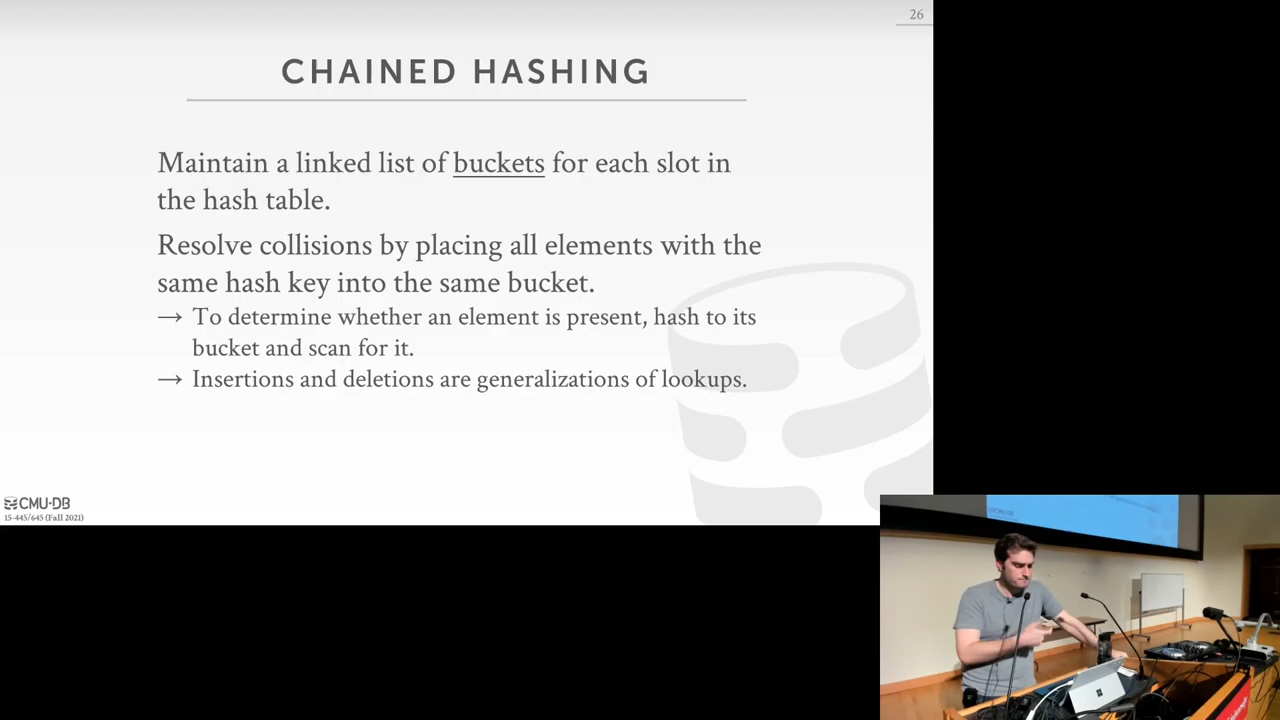 26
CHAINED HASHING
Maintain a linked list of buckets for each slot in
the hash table.
Resolve collisions by placing all elements with the
same hash key into the same bucket.
→ To determine whether an element is present, hash to its
bucket and scan for it.
→ Insertions and deletions are generalizations of lookups.
CMU·DB
15-445/645 (Fall 2021)